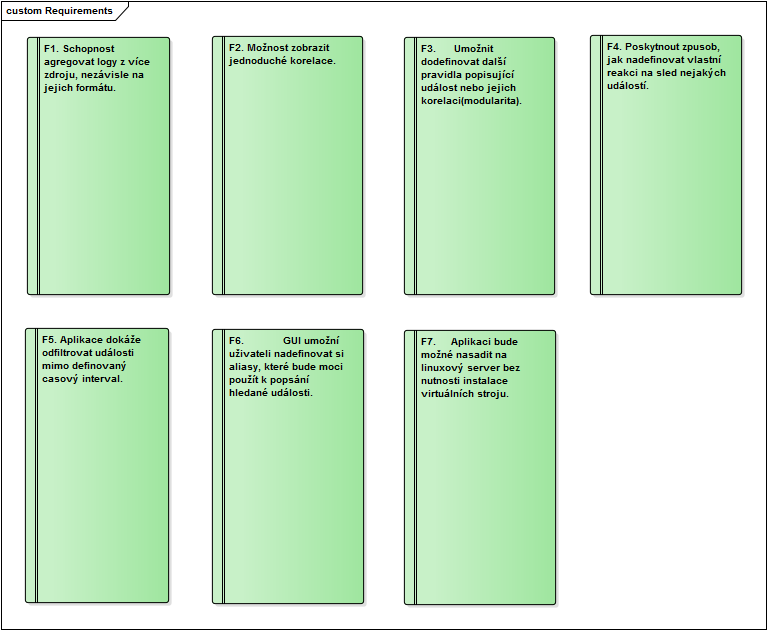 custom Requirements
F1. Schopnost
agregovat logy z více
zdroju, nezávisle na
jejich formátu.
F2. Možnost zobrazit
jednoduché korelace.
F3. Umožnit
dodefinovat další
pravidla popisující
událost nebo jejich
korelaci(modularita).
F4. Poskytnout zpusob,
jak nadefinovat vlastní
reakci na sled nejakých
událostí.
F5. Aplikace dokáže
odfiltrovat události
mimo definovaný
casový interval.
F6. GUI umožní
uživateli nadefinovat si
aliasy, které bude moci
použít k popsání
hledané události.
F7. Aplikaci bude
možné nasadit na
linuxový server bez
nutnosti instalace
virtuálních stroju.